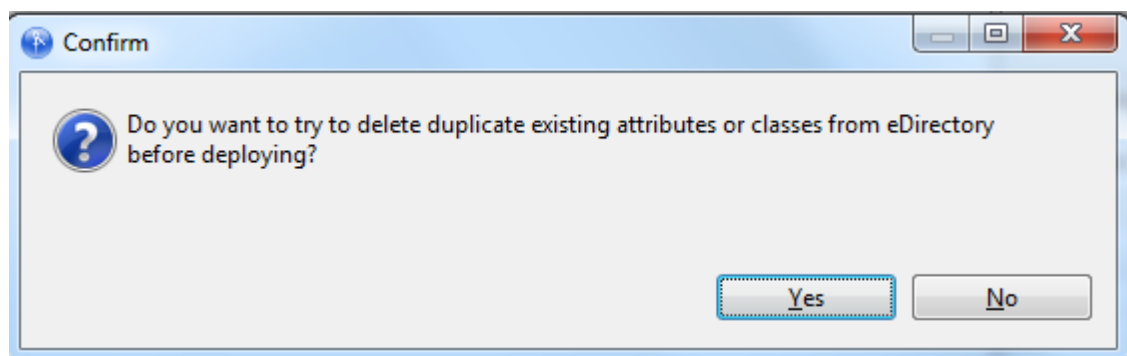 Confirm
Do you want to try to delete duplicate existing attributes or classes from eDirectory
before deploying?
Yes
No